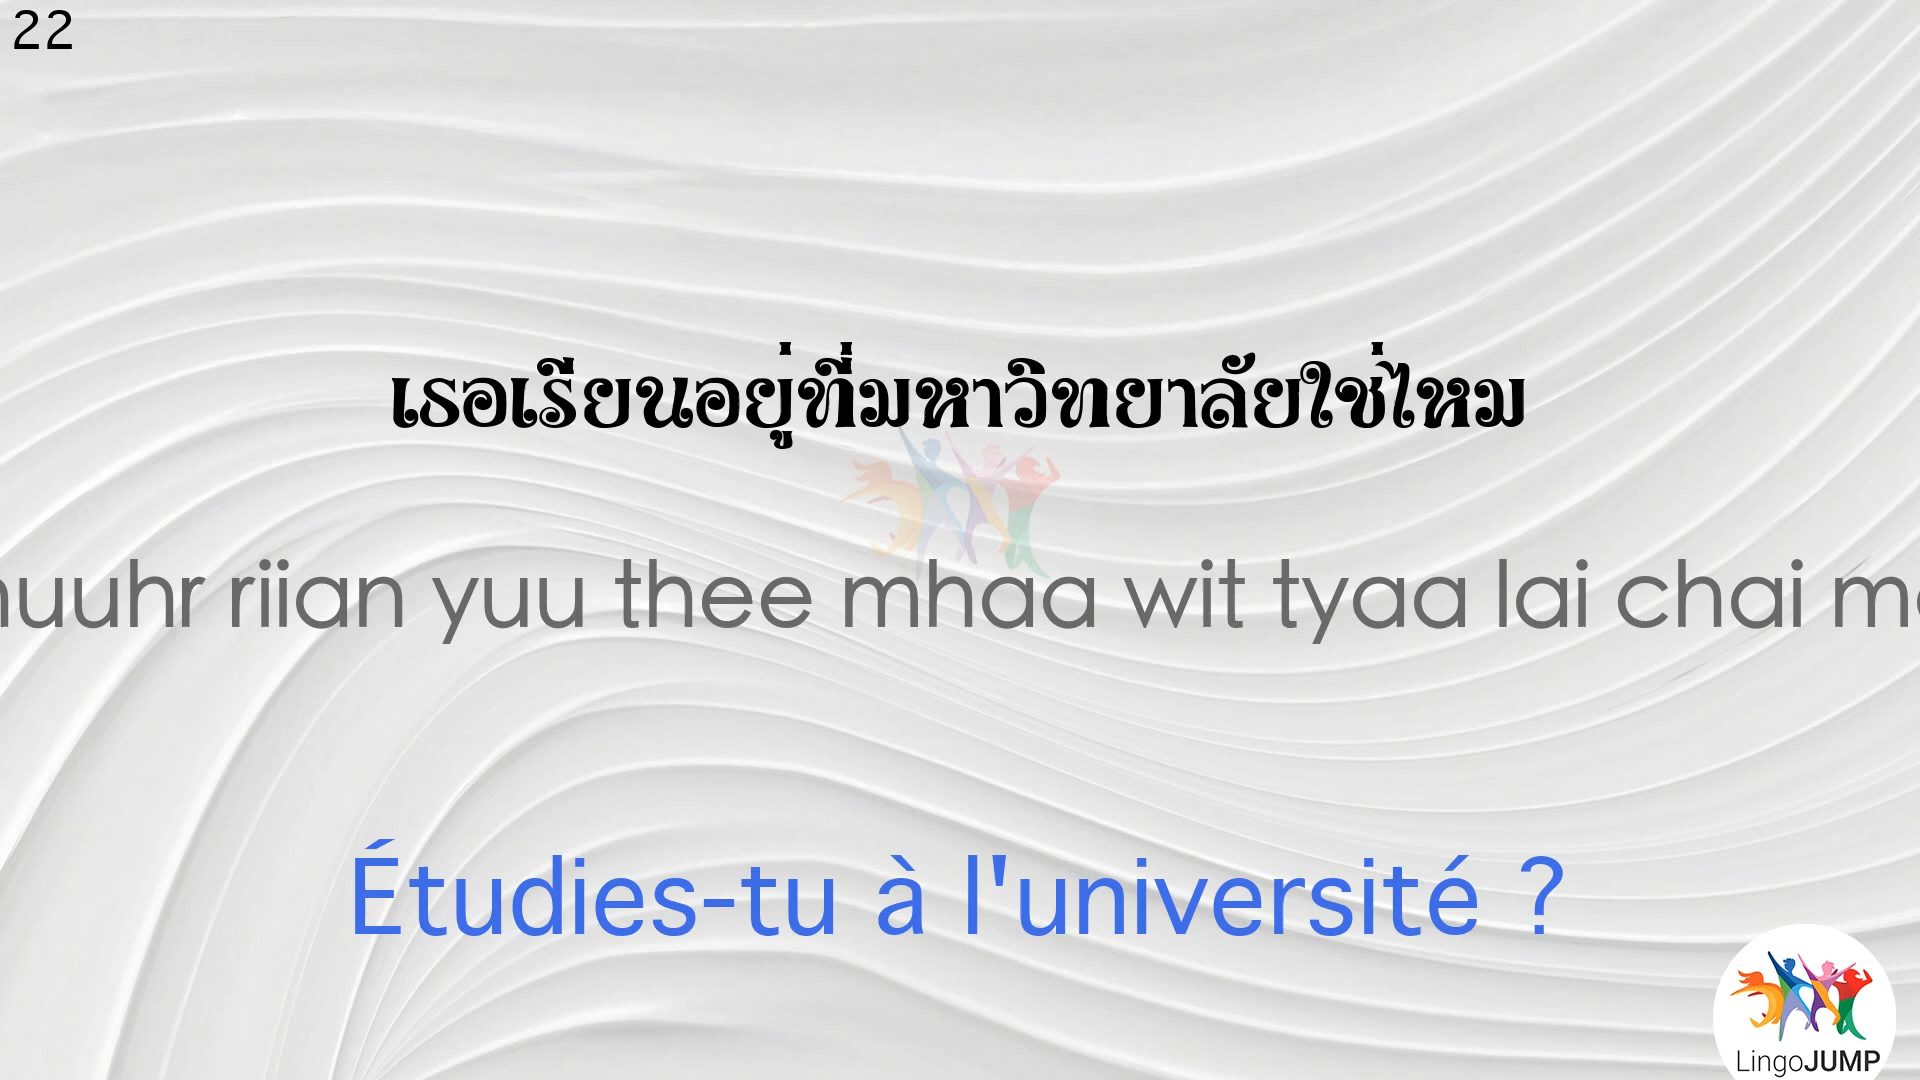 22
เธอเรียนอยู่ที่มหาวิทยาลัยใช่ไหม
riian yuu thee mhaa wit tyaa lai chai
Étudies-tu à l'université ?
LingoJUMP